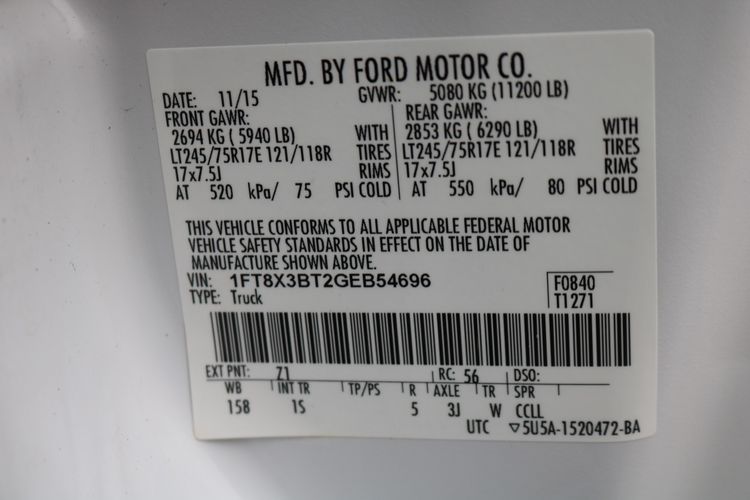 MFD. BY FORD MOTOR CO.
DATE: 11/15 GVWR: 5080 KG (11200 LB)
FRONT GAWR: REAR GAWR:
2694 KG ( 5940 LB) WITH 2853 KG ( 6290 LB) WITH
LT245/75R17E 121/118R TIRES LT245/75R17E 121/118R TIRES
17x7.5J RIMS 17x7.5J RIMS
AT 520 kPa/ 75 PSI COLD AT 550 kPa/ 80 PSI COLD
THIS VEHICLE CONFORMS TO ALL APPLICABLE FEDERAL MOTOR
VEHICLE SAFETY STANDARDS IN EFFECT ON THE DATE OF
MANUFACTURE SHOWN ABOVE.
VIN: 1FT8X3BT2GEB54696 F0840
TYPE: Truck T1271
EXT PNT: Z1 RC: 56 DSO:
WB INT TR TP/PS R AXLE TR SPR
158 1S 5 3J W CCLL
UTC ▽5U5A-1520472-BA